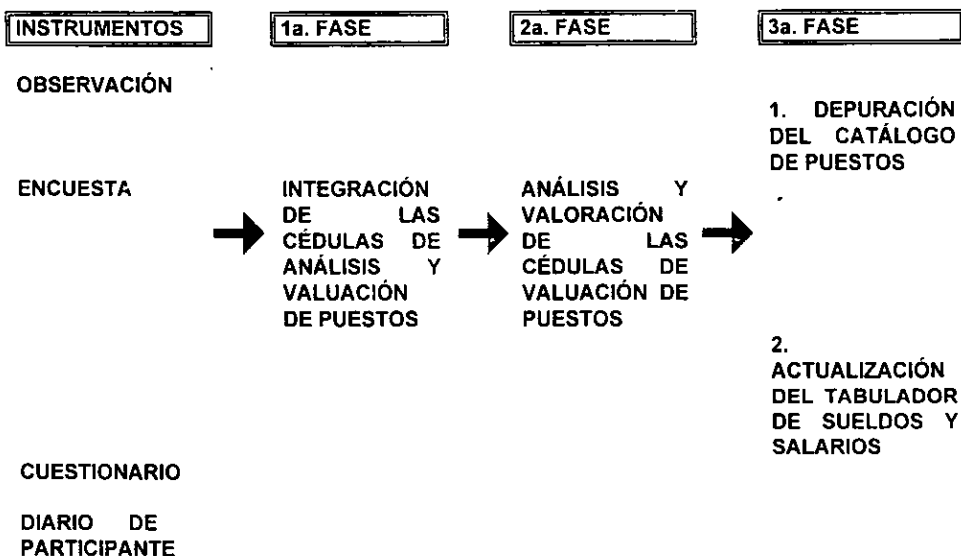 INSTRUMENTOS
1a. FASE
2a. FASE
3a. FASE
OBSERVACIÓN
ENCUESTA
CUESTIONARIO
DIARIO DE
PARTICIPANTE
INTEGRACIÓN
DE LAS
CÉDULAS DE
ANÁLISIS Y
VALUACIÓN
DE PUESTOS
ANÁLISIS Y
VALORACIÓN
DE LAS
CÉDULAS DE
VALUACIÓN DE
PUESTOS
1. DEPURACIÓN
DEL CATÁLOGO
DE PUESTOS
2.
ACTUALIZACIÓN
DEL TABULADOR
DE SUELDOS Y
SALARIOS